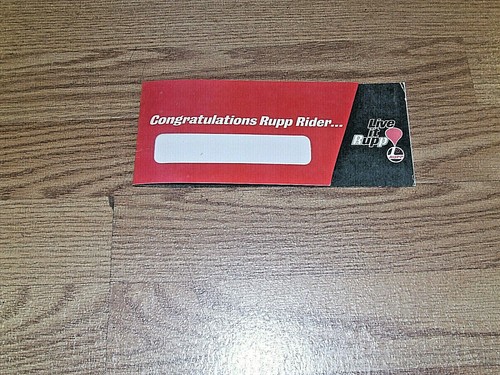 Congratulations Rupp Rider...
Live
it
Rupp